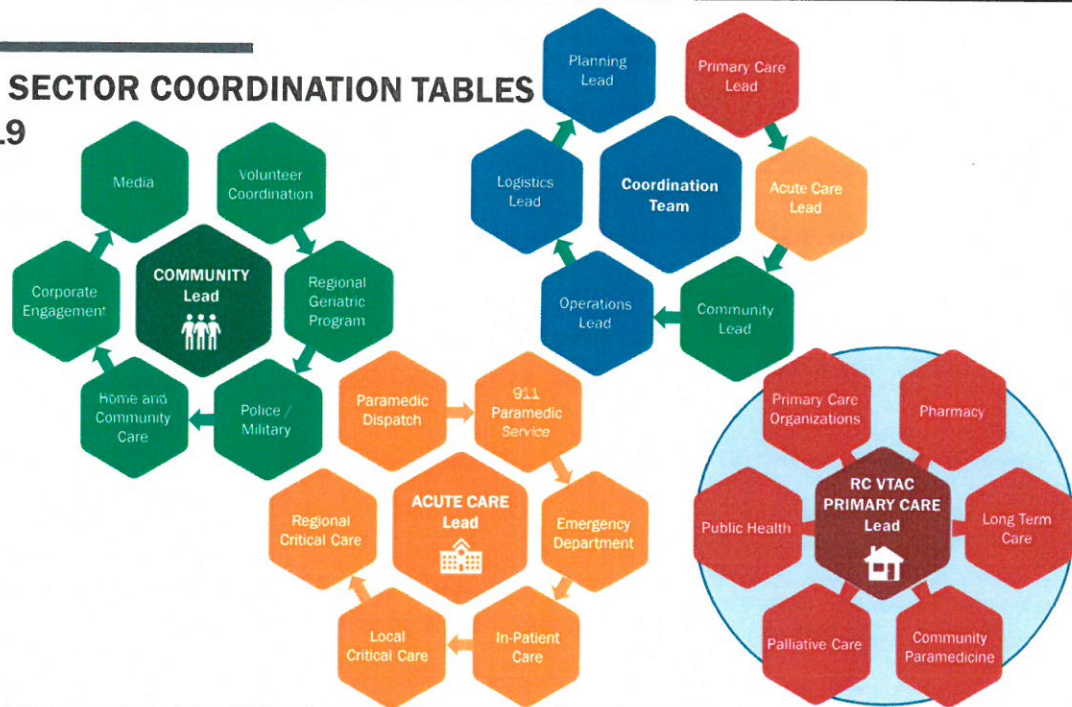 SECTOR COORDINATION TABLES
19
Planning
Lead
Primary Care
Lead
Logistics
Lead
Coordination
Team
Acute Care
Lead
Operations
Lead
Community
Lead
Media
Volunteer
Coordination
COMMUNITY
Lead
Corporate
Engagement
Regional
Geriatric
Program
Home and
Community
Care
Police /
Military
Paramedic
Dispatch
911
Paramedic
Service
ACUTE CARE
Lead
Regional
Critical Care
Emergency
Department
Local
Critical Care
In-Patient
Care
Primary Care
Organizations
Pharmacy
RC VTAC
PRIMARY CARE
Lead
Public Health
Long Term
Care
Palliative Care
Community
Paramedicine